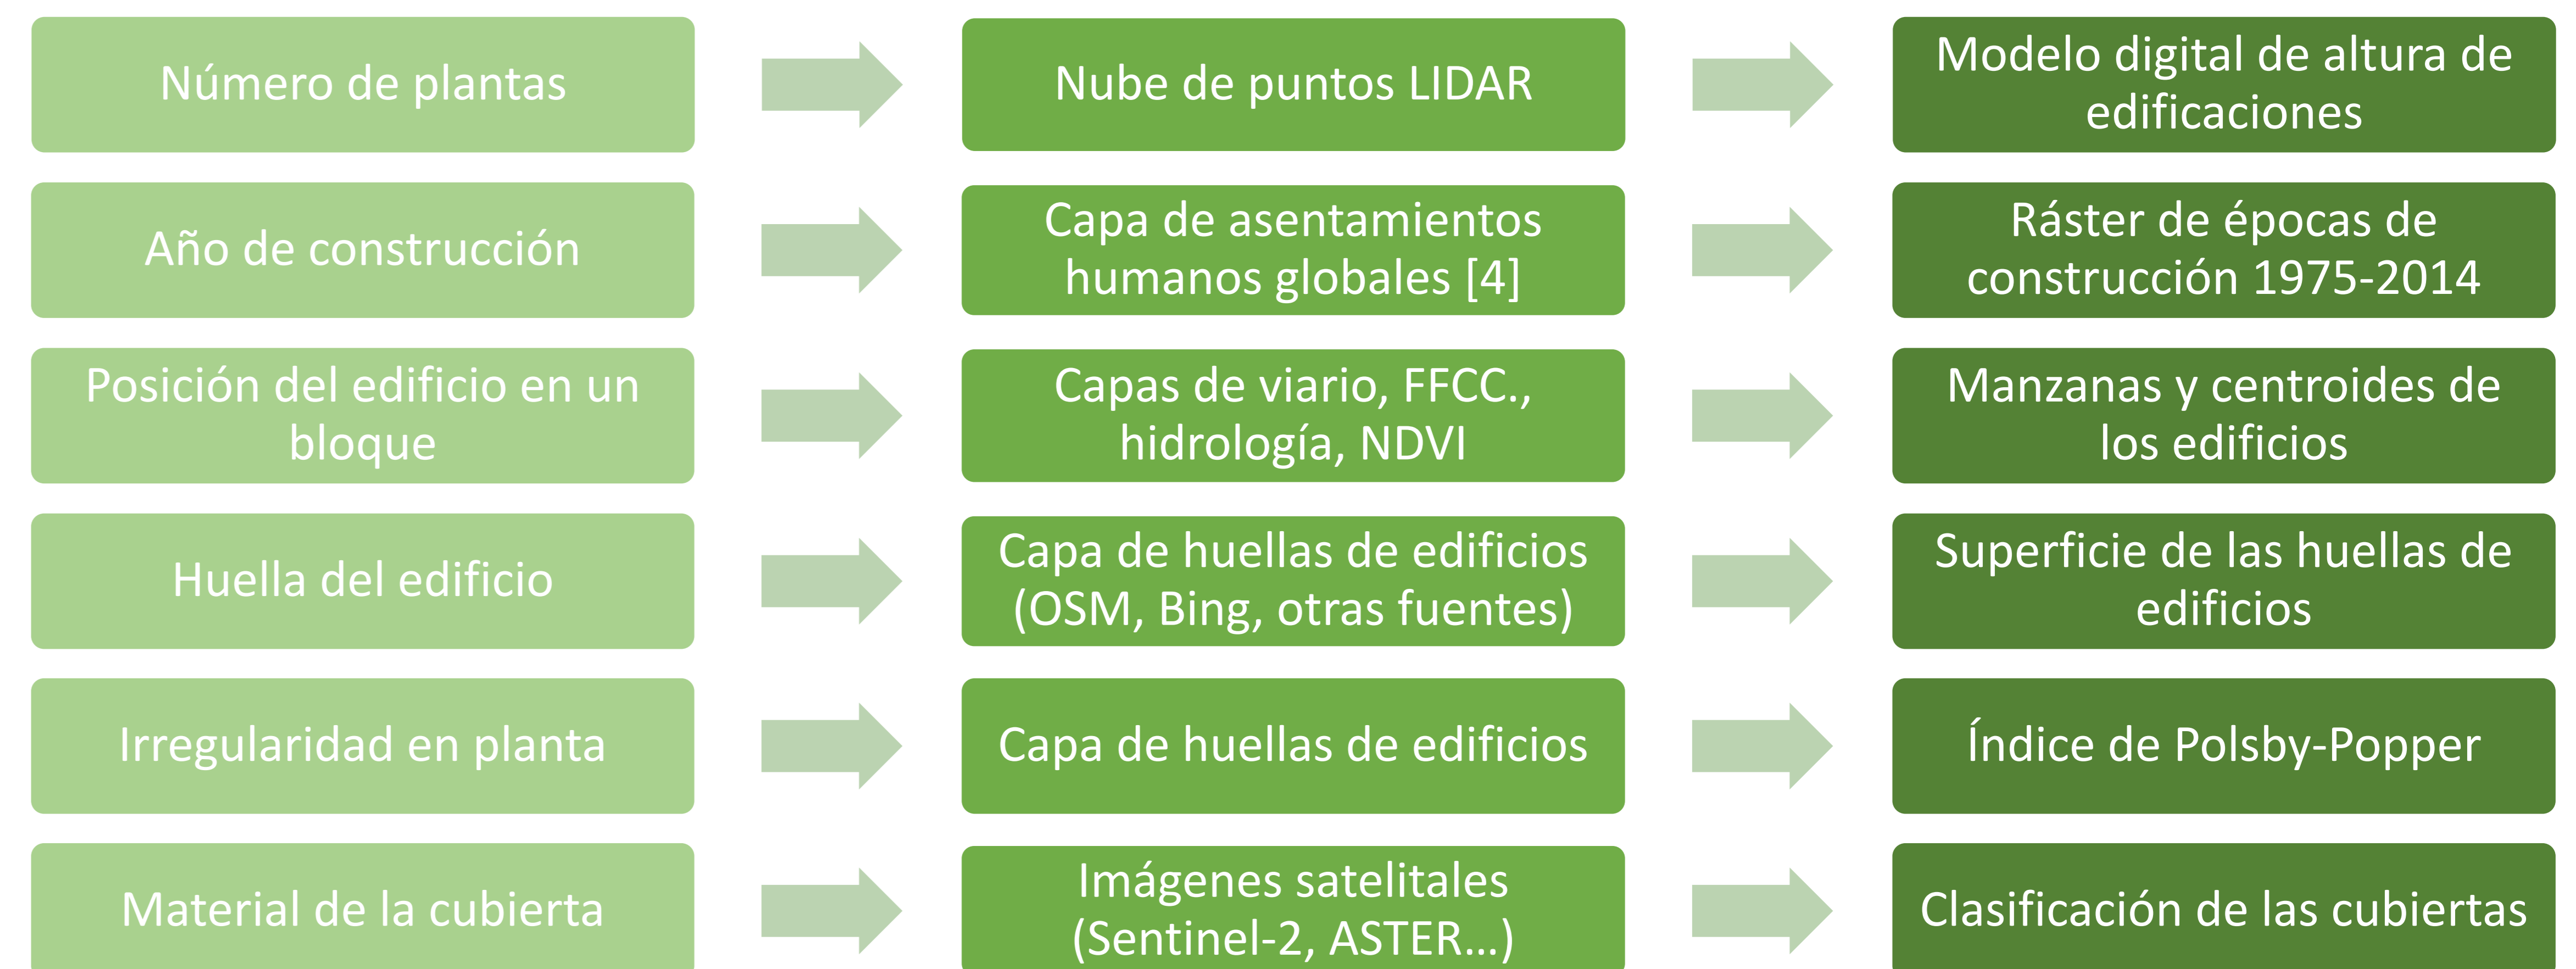 Número de plantas
Nube de puntos LIDAR
Modelo digital de altura de
edificaciones
Año de construcción
Capa de asentamientos
humanos globales [4]
Ráster de épocas de
construcción 1975-2014
Posición del edificio en un
bloque
Capas de viario, FFCC.,
hidrología, NDVI
Manzanas y centroides de
los edificios
Huella del edificio
Capa de huellas de edificios
(OSM, Bing, otras fuentes)
Superficie de las huellas de
edificios
Irregularidad en planta
Capa de huellas de edificios
Índice de Polsby-Popper
Material de la cubierta
Imágenes satelitales
(Sentinel-2, ASTER…)
Clasificación de las cubiertas